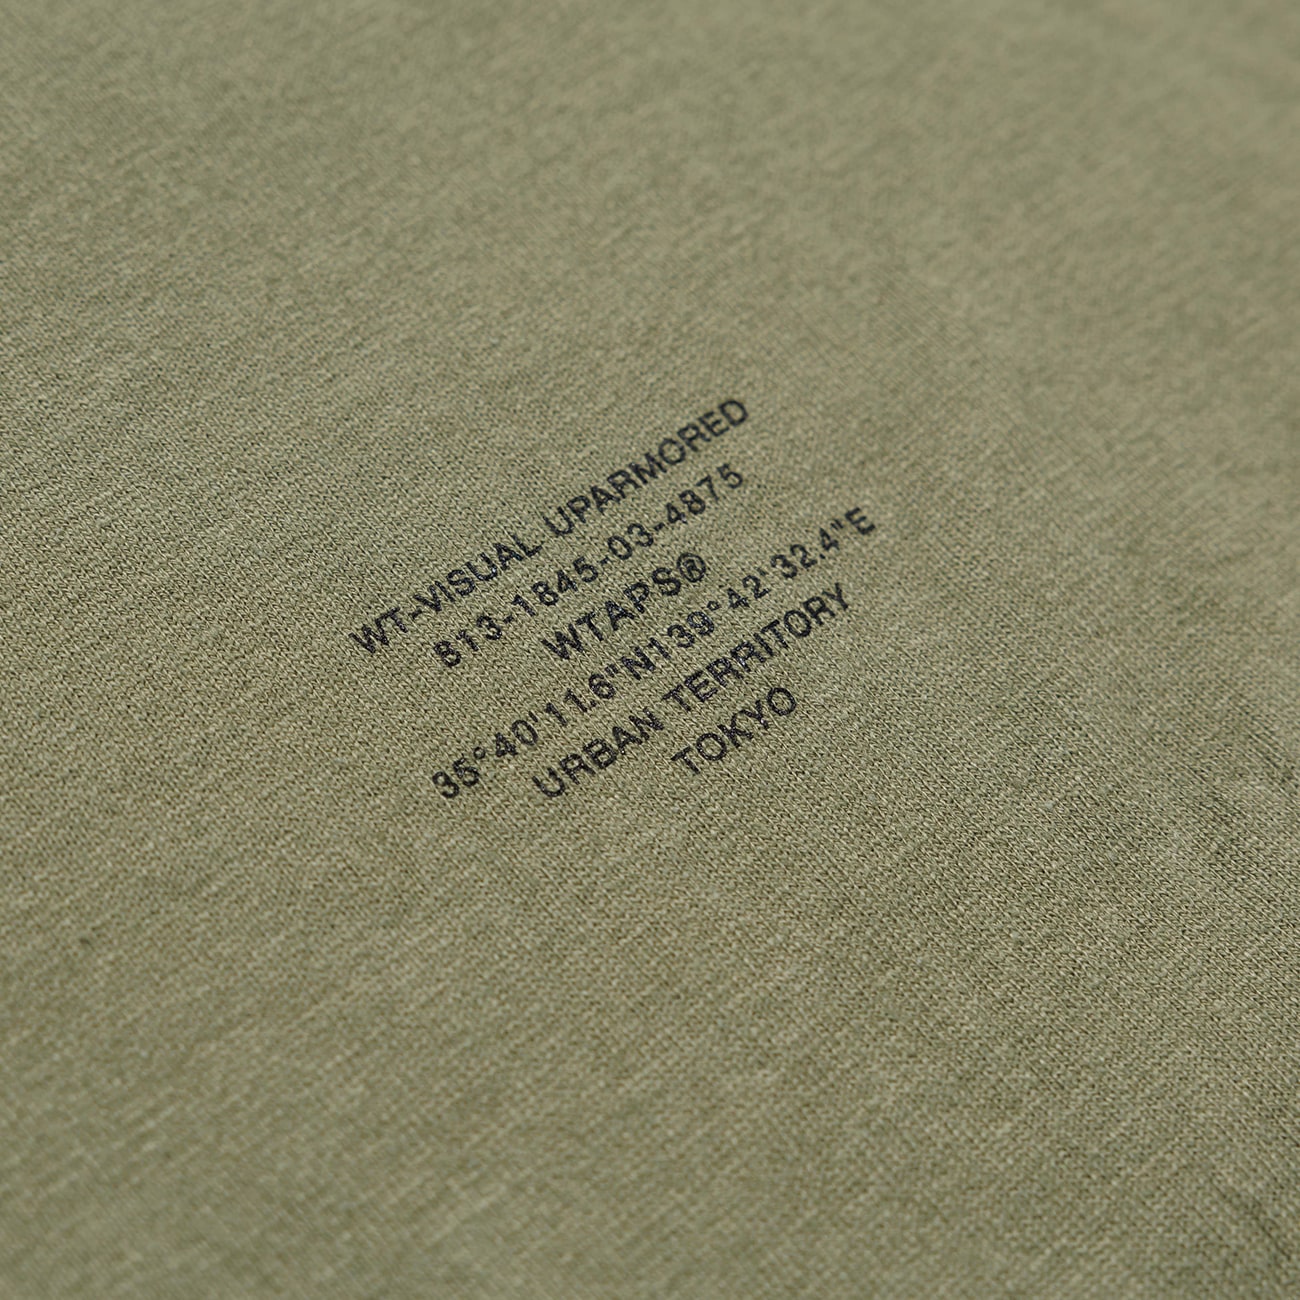 WT-VISUAL UPARMORED
813-1845-03-4875
WTAPS®
35°40'11.6"N139°42'32.4"E
URBAN TERRITORY
TOKYO